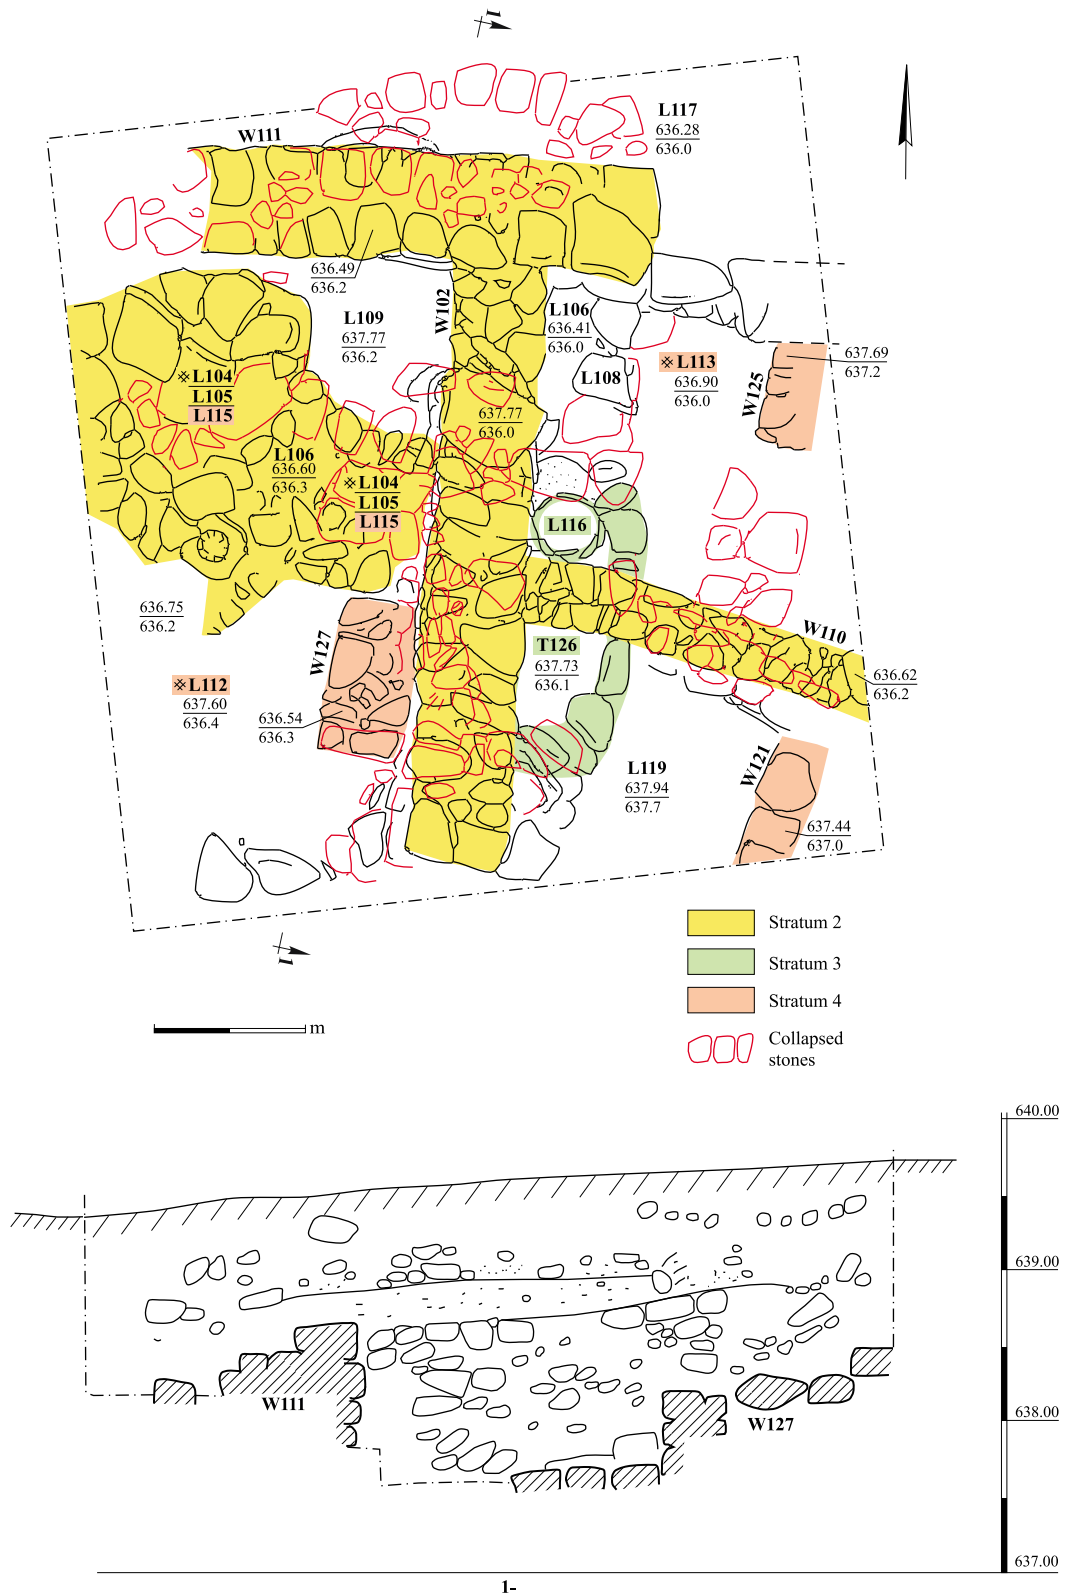 1
L117
636.28
636.0
W111
636.49
636.2
W102
L106
636.41
636.0
L109
637.77
636.2
L108
※L113
636.90
636.0
W125
637.69
637.2
※L104
L105
L115
637.77
636.0
L106
636.60
636.3
※L104
L105
L115
L116
636.75
636.2
W127
T126
637.73
636.1
W110
636.62
636.2
※L112
637.60
636.4
636.54
636.3
L119
637.94
637.7
W121
637.44
637.0
1
Stratum 2
Stratum 3
Stratum 4
m
Collapsed
stones
640.00
639.00
W111
W127
638.00
637.00
1-